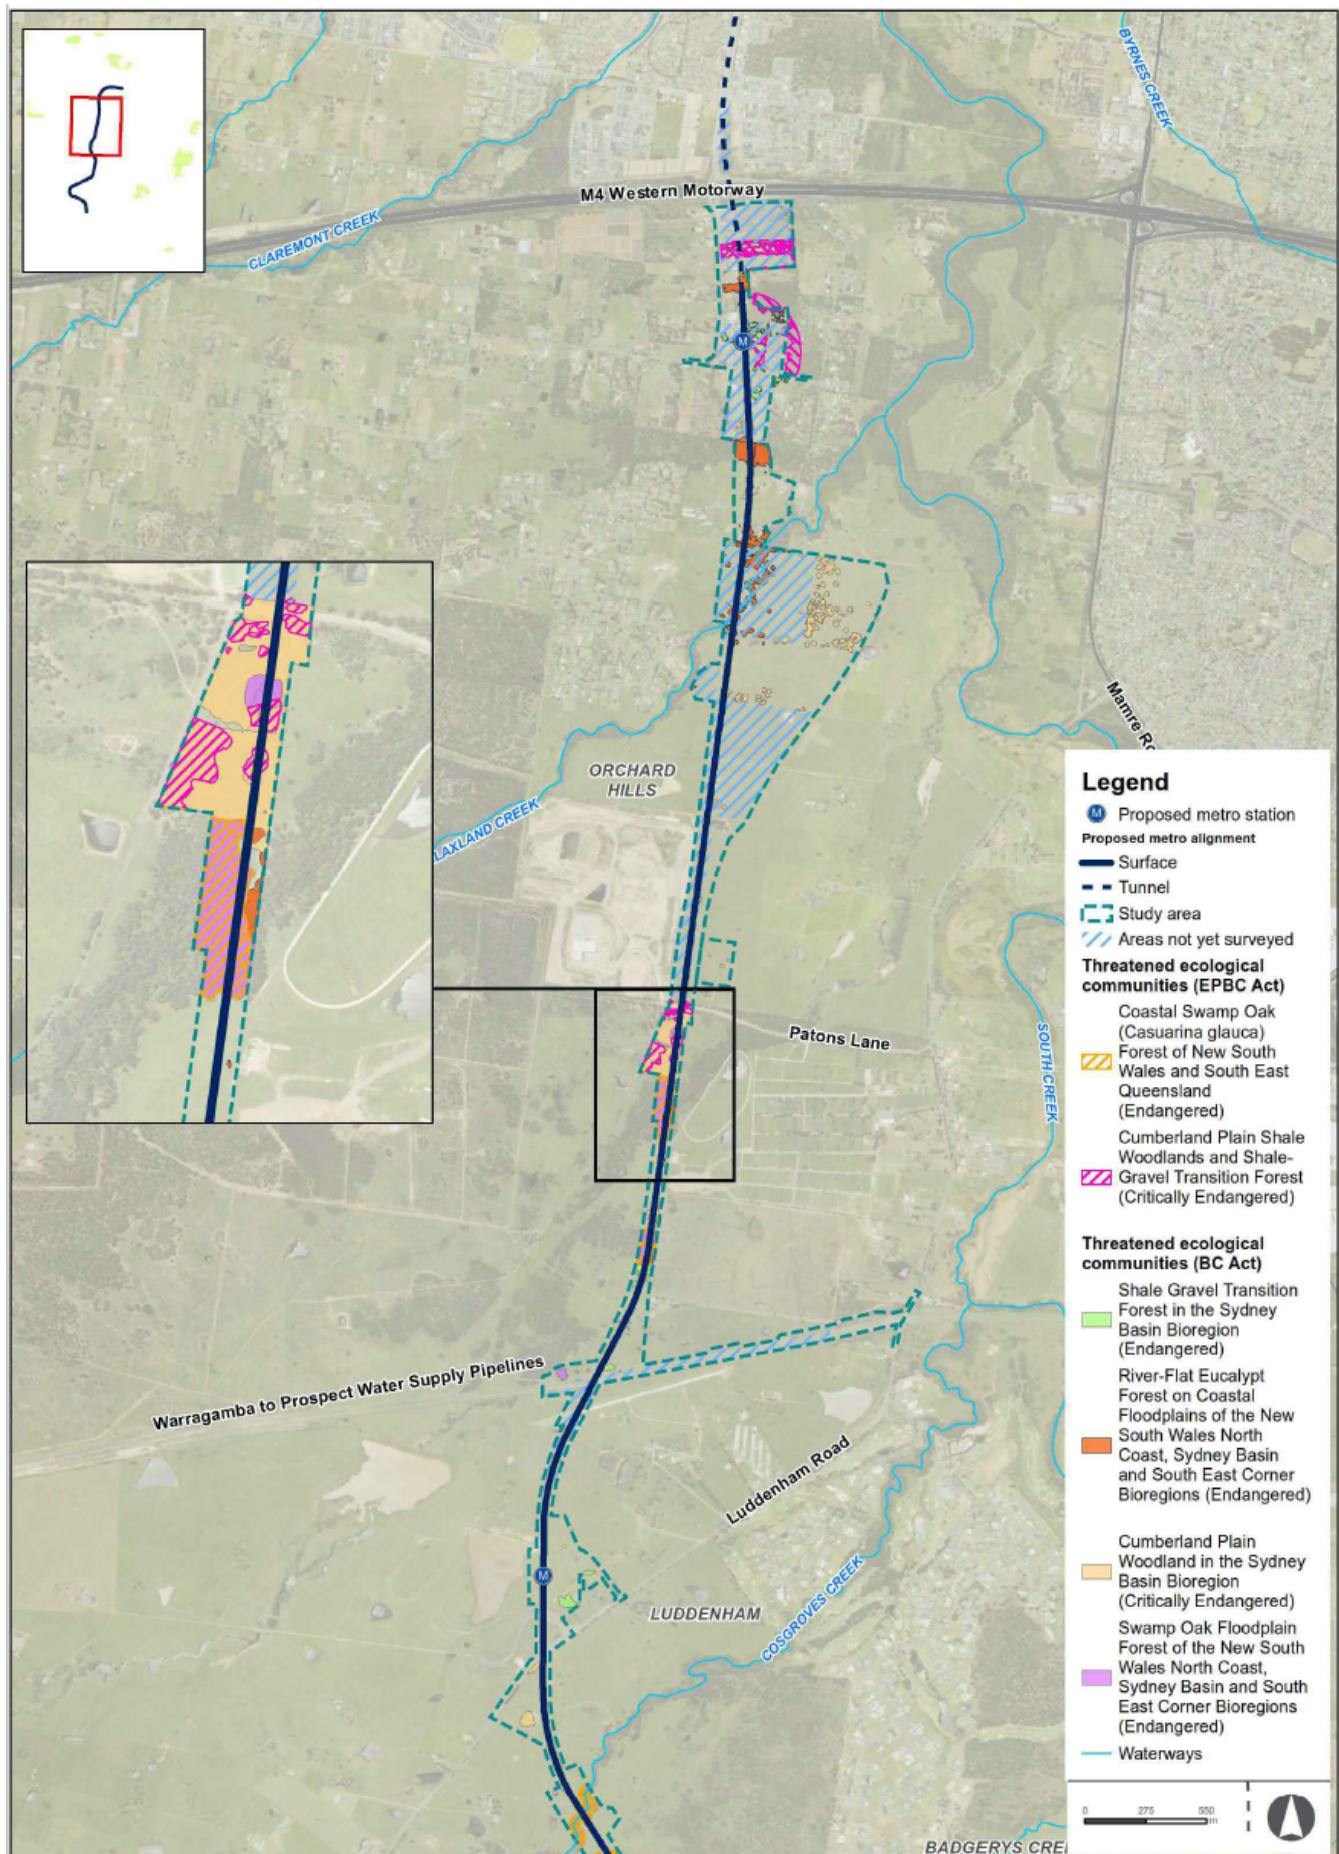 BYRNES CREEK
M4 Western Motorway
CLAREMONT CREEK
M
Mamre Ro
ORCHARD
HILLS
LAXLAND CREEK
Patons Lane
SOUTH CREEK
Warragamba to Prospect Water Supply Pipelines
Luddenham Road
M
LUDDENHAM
COSGROVES CREEK
BADGERYS CREE
Legend
M Proposed metro station
Proposed metro alignment
Surface
Tunnel
Study area
Areas not yet surveyed
Threatened ecological
communities (EPBC Act)
Coastal Swamp Oak
(Casuarina glauca)
Forest of New South
Wales and South East
Queensland
(Endangered)
Cumberland Plain Shale
Woodlands and Shale-
Gravel Transition Forest
(Critically Endangered)
Threatened ecological
communities (BC Act)
Shale Gravel Transition
Forest in the Sydney
Basin Bioregion
(Endangered)
River-Flat Eucalypt
Forest on Coastal
Floodplains of the New
South Wales North
Coast, Sydney Basin
and South East Corner
Bioregions (Endangered)
Cumberland Plain
Woodland in the Sydney
Basin Bioregion
(Critically Endangered)
Swamp Oak Floodplain
Forest of the New South
Wales North Coast,
Sydney Basin and South
East Corner Bioregions
(Endangered)
Waterways
0 275 550
m